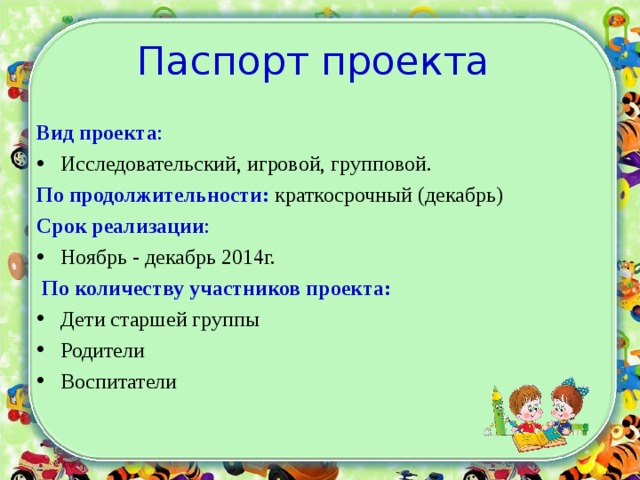 Паспорт проекта
Вид проекта:
• Исследовательский, игровой, групповой.
По продолжительности: краткосрочный (декабрь)
Срок реализации:
• Ноябрь - декабрь 2014г.
По количеству участников проекта:
• Дети старшей группы
• Родители
• Воспитатели